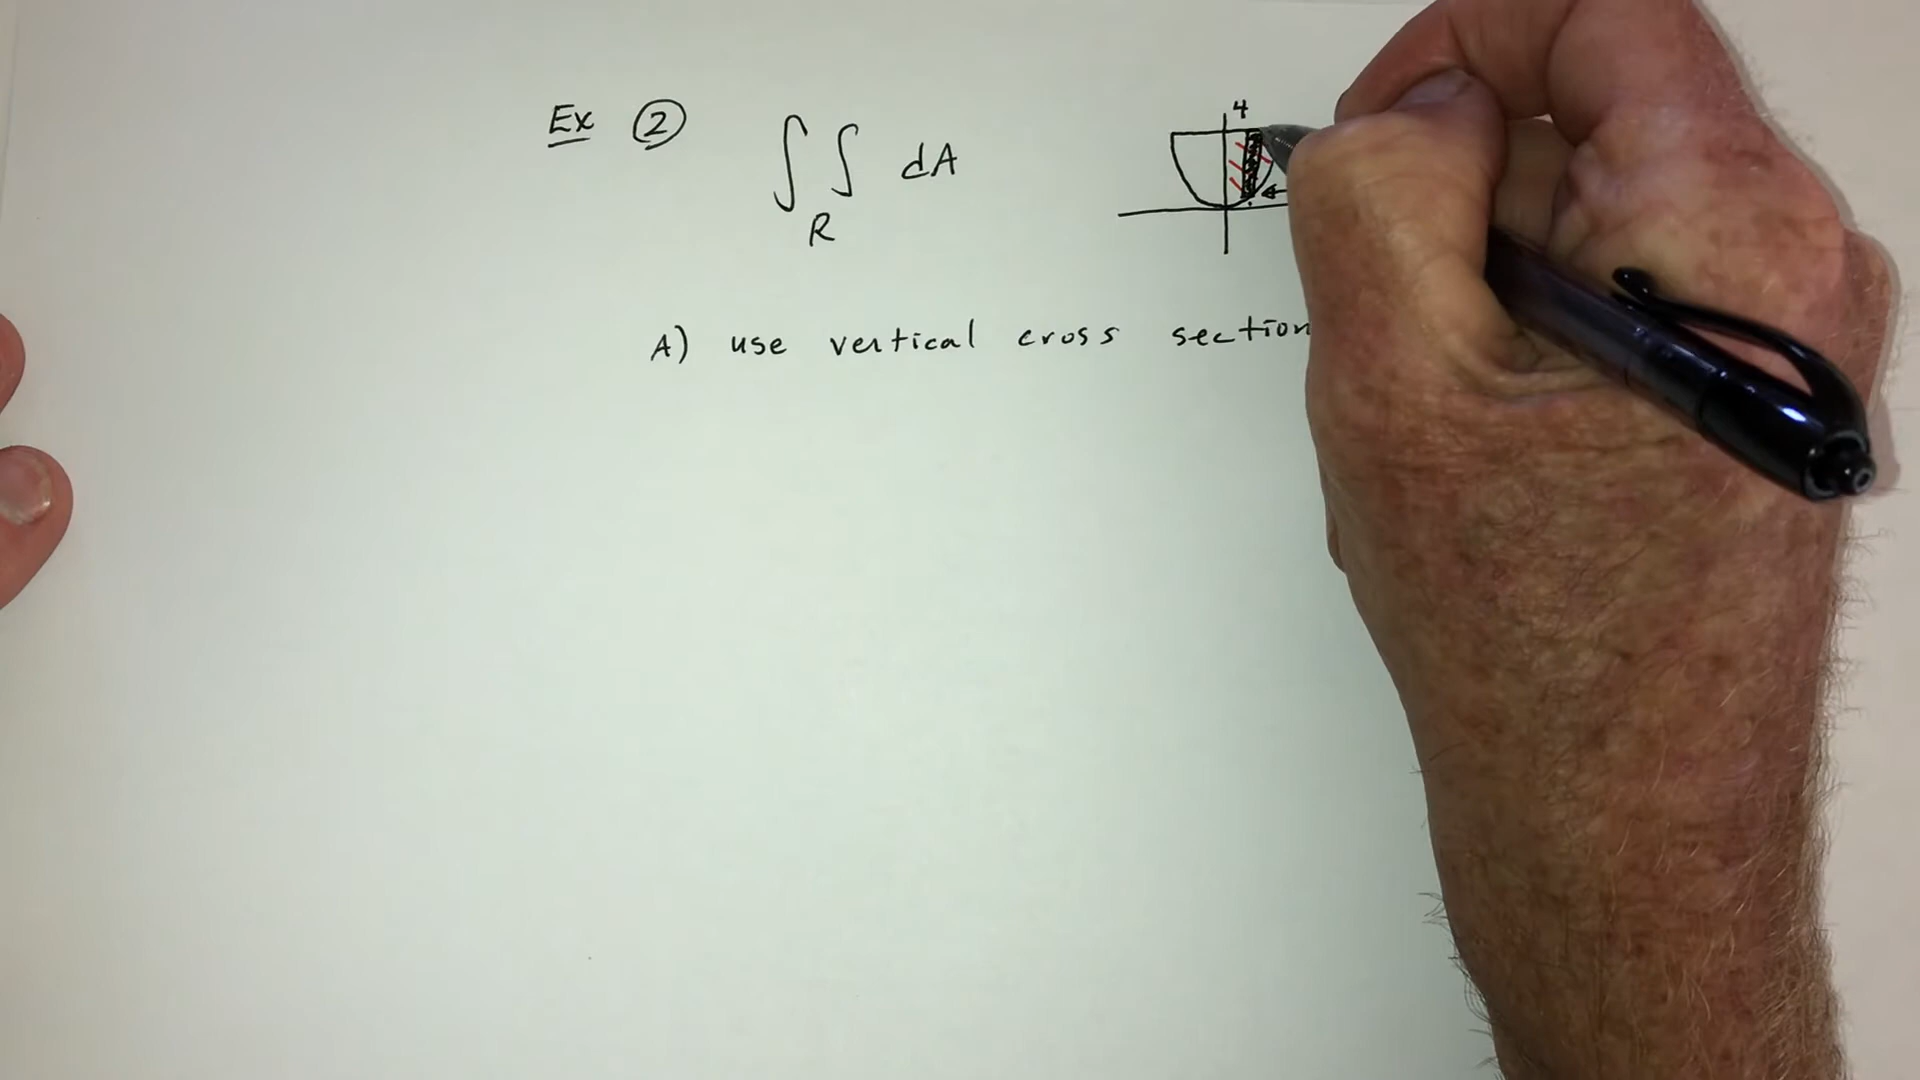 Ex ② ∫∫ dA
R
4
A) use vertical cross section